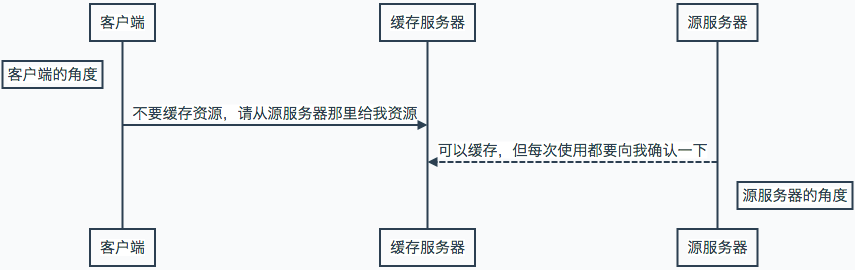 客户端
缓存服务器
源服务器
客户端的角度
不要缓存资源，请从源服务器那里给我资源
可以缓存，但每次使用都要向我确认一下
源服务器的角度
客户端
缓存服务器
源服务器